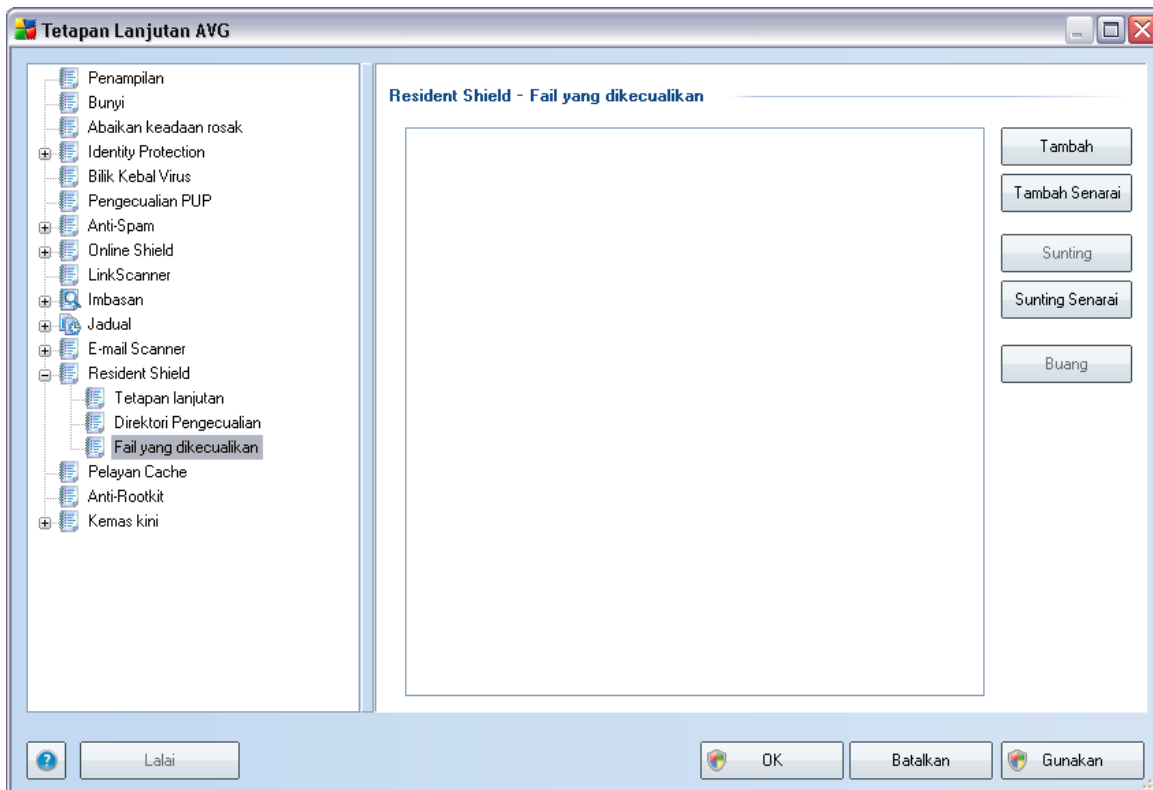 Tetapan Lanjutan AVG
Penampilan
Bunyi
Abaikan keadaan rosak
Identity Protection
Bilik Kebal Virus
Pengecualian PUP
Anti-Spam
Online Shield
LinkScanner
Imbasan
Jadual
E-mail Scanner
Resident Shield
Tetapan lanjutan
Direktori Pengecualian
Fail yang dikecualikan
Pelayan Cache
Anti-Rootkit
Kemas kini
Resident Shield - Fail yang dikecualikan
Tambah
Tambah Senarai
Sunting
Sunting Senarai
Buang
Lalai
OK
Batalkan
Gunakan